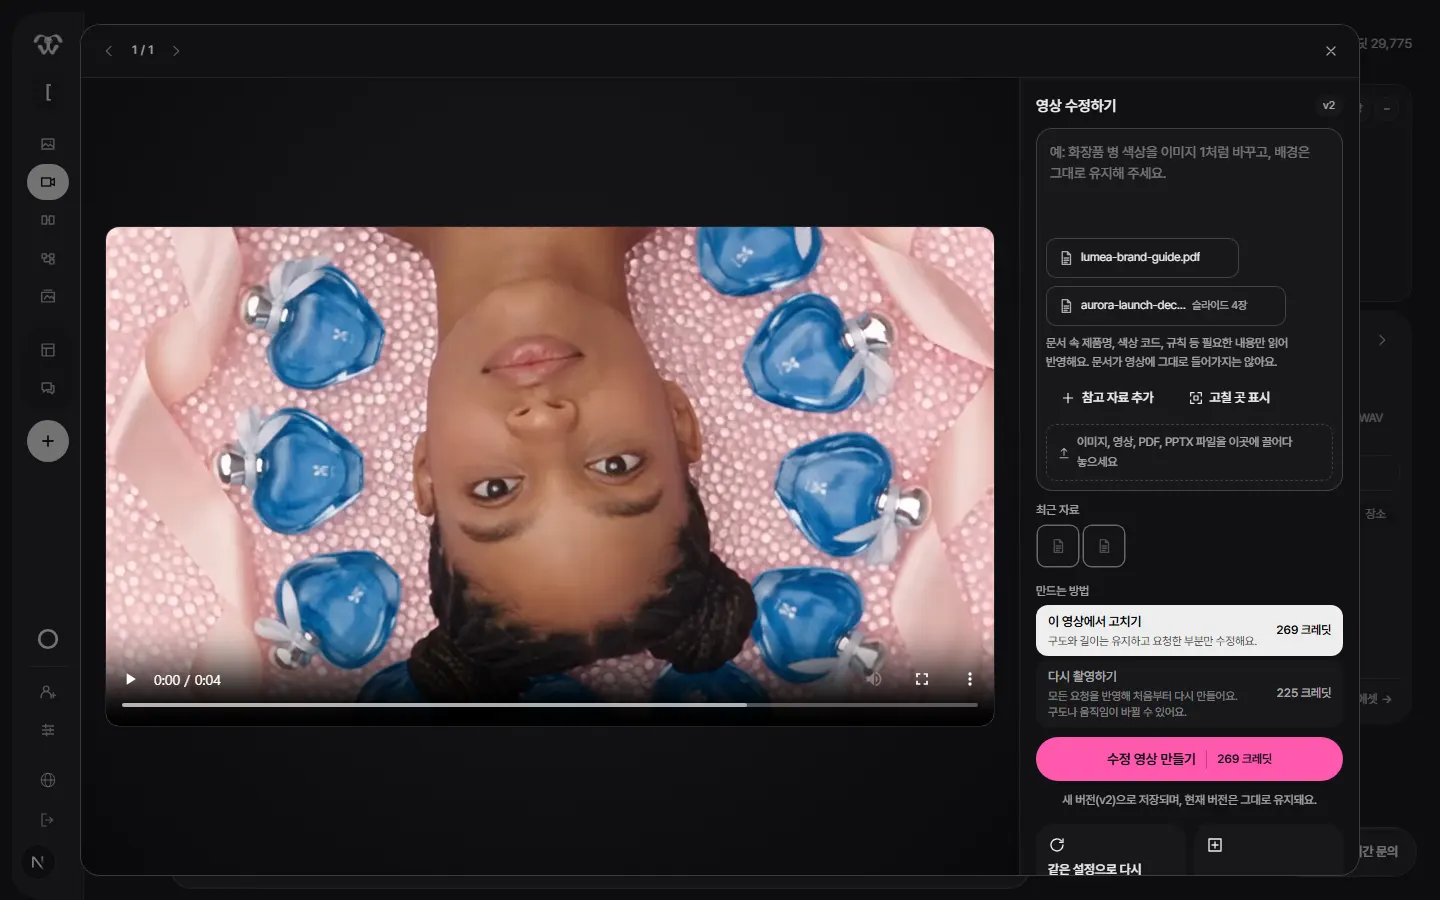 1 / 1
딧 29,775
영상 수정하기
v2
예: 화장품 병 색상을 이미지 1처럼 바꾸고, 배경은
그대로 유지해 주세요.
lumea-brand-guide.pdf
aurora-launch-dec... 슬라이드 4장
문서 속 제품명, 색상 코드, 규칙 등 필요한 내용만 읽어
반영해요. 문서가 영상에 그대로 들어가지는 않아요.
참고 자료 추가
고칠 곳 표시
WAV
이미지, 영상, PDF, PPTX 파일을 이곳에 끌어다
놓으세요
최근 자료
장소
만드는 방법
이 영상에서 고치기
269 크레딧
구도와 길이는 유지하고 요청한 부분만 수정해요.
다시 촬영하기
225 크레딧
모든 요청을 반영해 처음부터 다시 만들어요.
구도나 움직임이 바뀔 수 있어요.
0:00 / 0:04
에셋 →
수정 영상 만들기
269 크레딧
새 버전(v2)으로 저장되며, 현재 버전은 그대로 유지돼요.
같은 설정으로 다시
간 문의
N